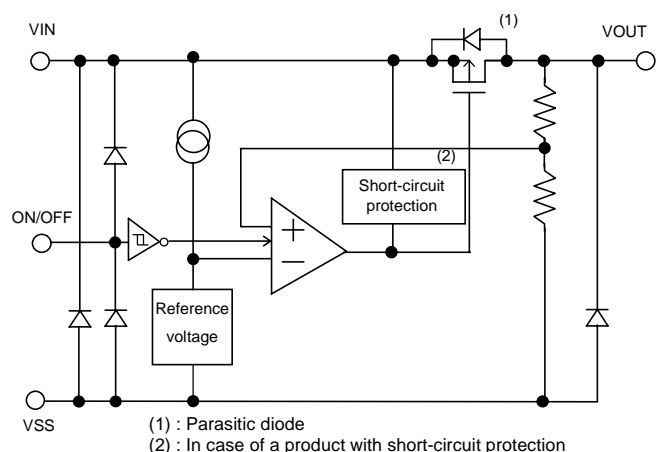 (1)
VIN
VOUT
(2)
Short-circuit
protection
ON/OFF
Reference
voltage
VSS
(1) : Parasitic diode
(2) : In case of a product with short-circuit protection